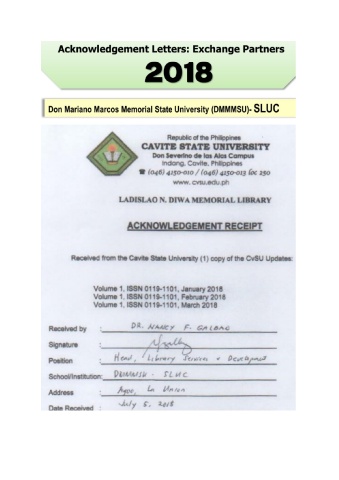 Acknowledgement Letters: Exchange Partners
2018
Don Mariano Marcos Memorial State University (DMMMSU)- SLUC
Republic of the Philippines
CAVITE STATE UNIVERSITY
Don Severino de las Alas Campus
Indang, Cavite, Philippines
☎ (046) 4150-010 / (046) 4150-013 loc 250
www.cvsu.edu.ph
LADISLAO N. DIWA MEMORIAL LIBRARY
ACKNOWLEDGEMENT RECEIPT
Received from the Cavite State University (1) copy of the CvSU Updates:
Volume 1, ISSN 0119-1101, January 2018
Volume 1, ISSN 0119-1101, February 2018
Volume 1, ISSN 0119-1101, March 2018
Received by : DR. NANCY F. GALBAG
Signature :
Position : Head, Library Services + Development
School/Institution: DMMMSU - SLUC
Address : Agoo, La Union
Date Received : July 5, 2018